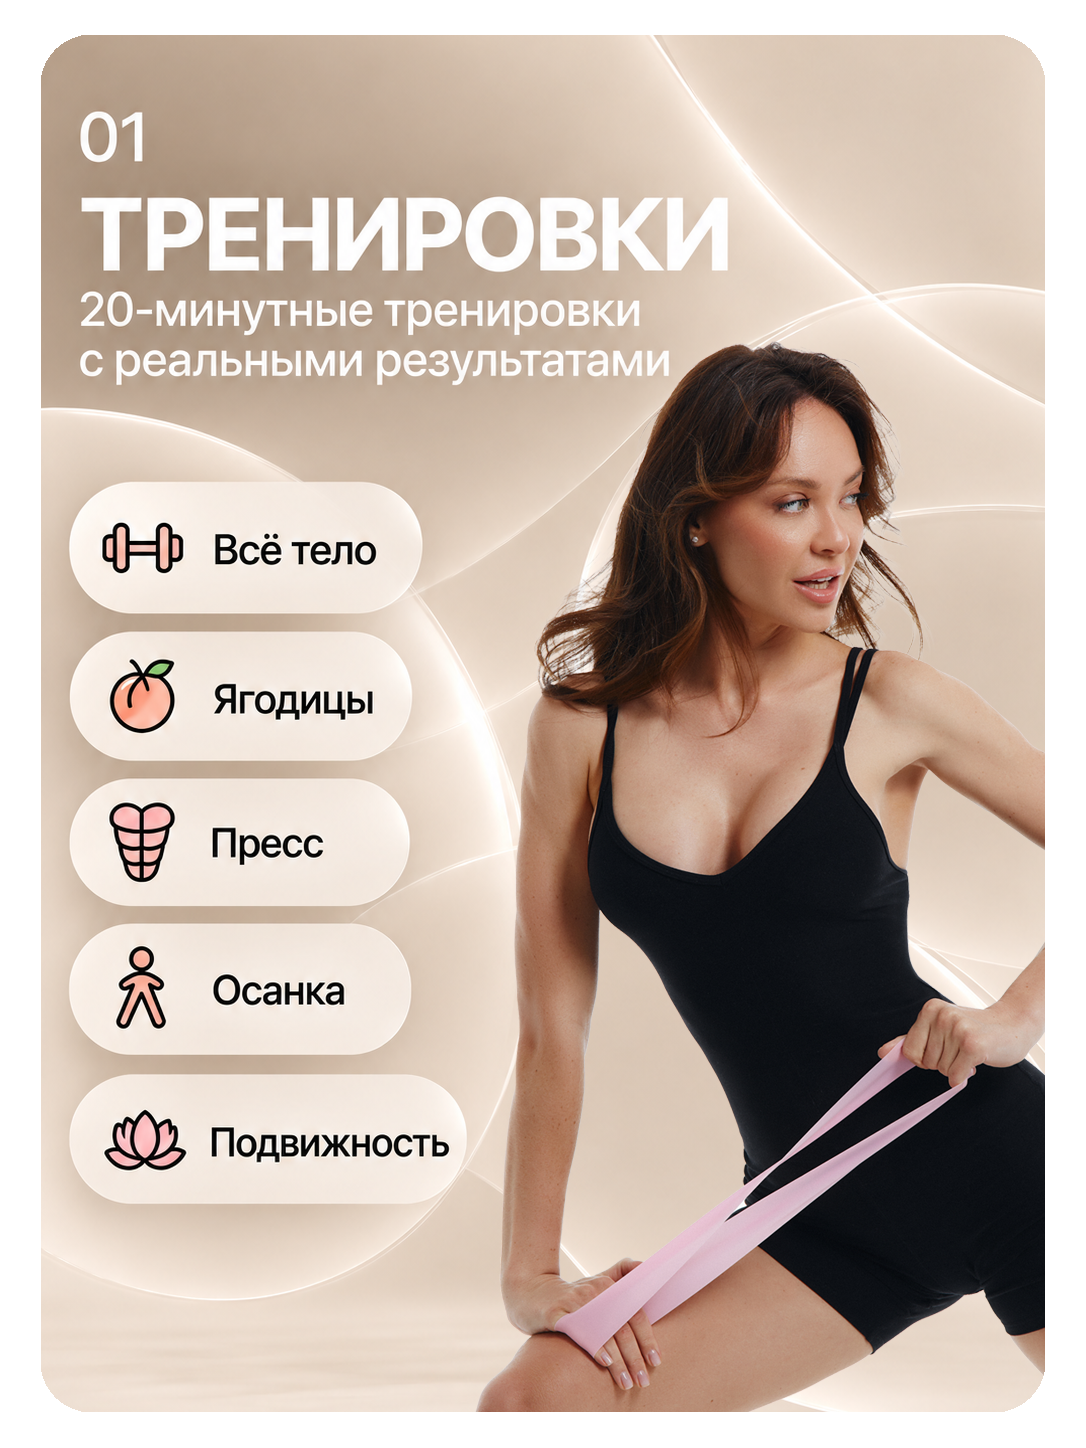 01
ТРЕНИРОВКИ
20-минутные тренировки
с реальными результатами
Всё тело
Ягодицы
Пресс
Осанка
Подвижность